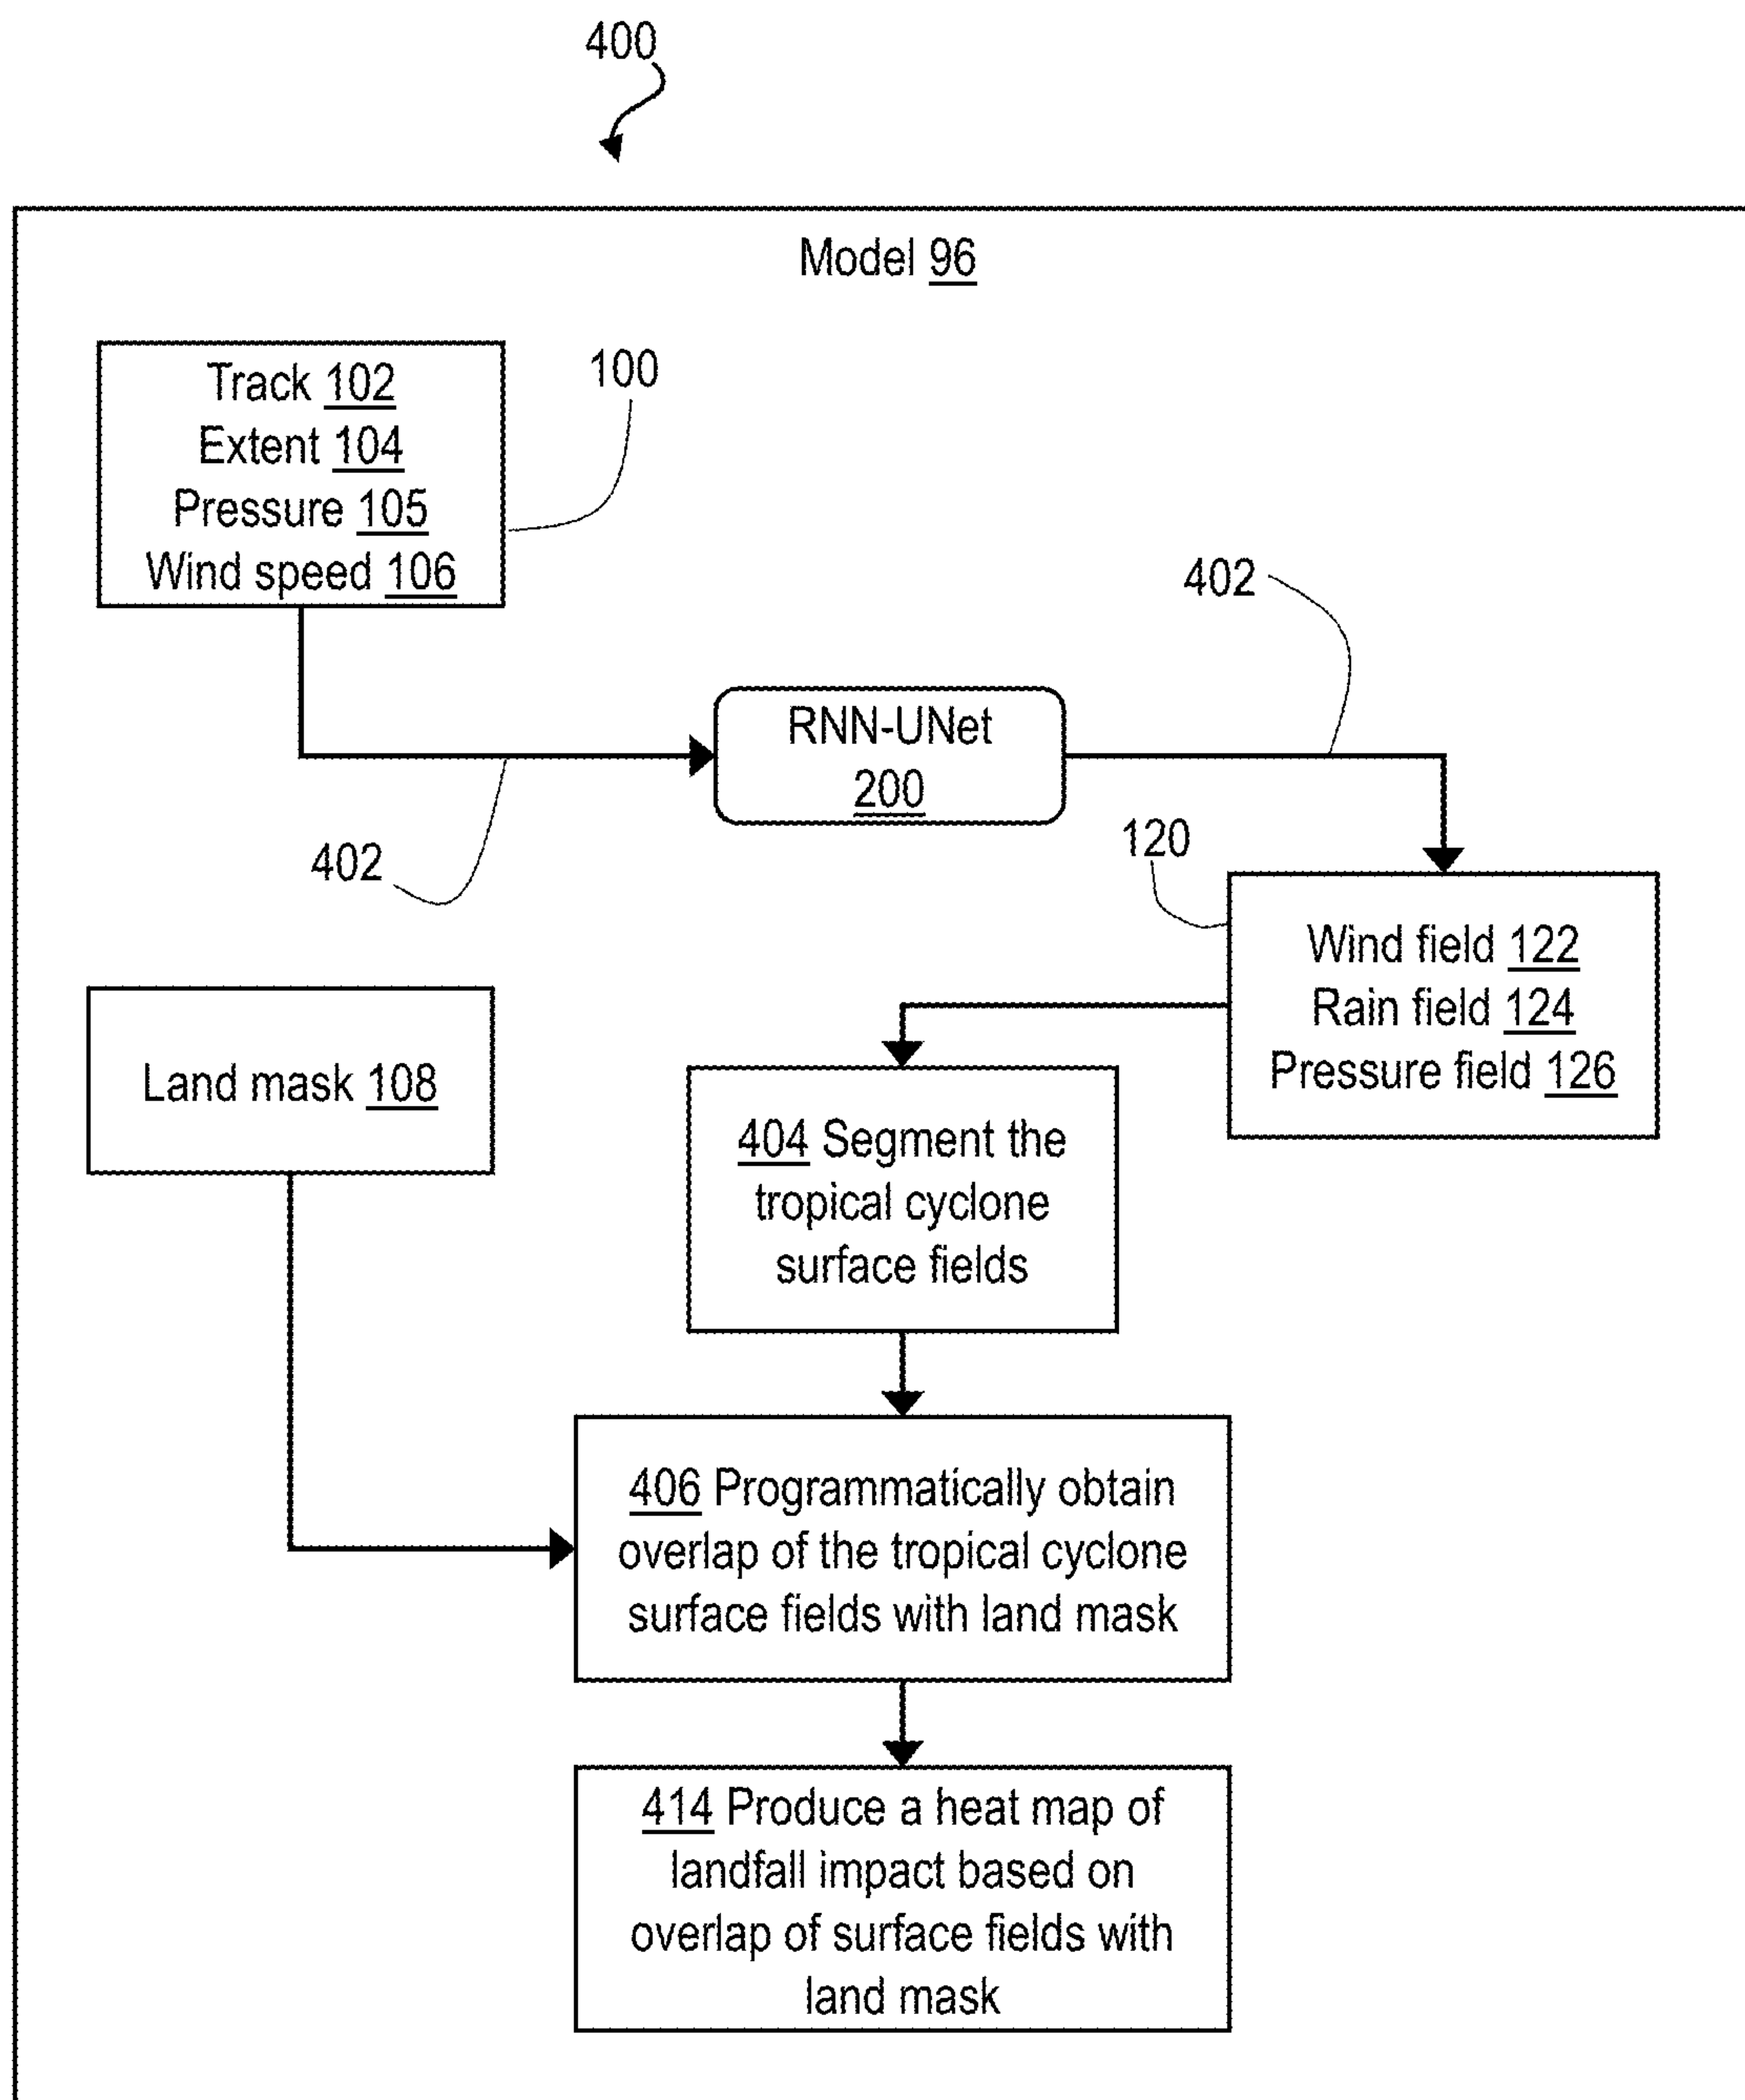 400
Model 96
Track 102
Extent 104
Pressure 105
Wind speed 106
100
402
RNN-UNet
200
402
120
Wind field 122
Rain field 124
Pressure field 126
Land mask 108
404 Segment the
tropical cyclone
surface fields
406 Programmatically obtain
overlap of the tropical cyclone
surface fields with land mask
414 Produce a heat map of
landfall impact based on
overlap of surface fields with
land mask